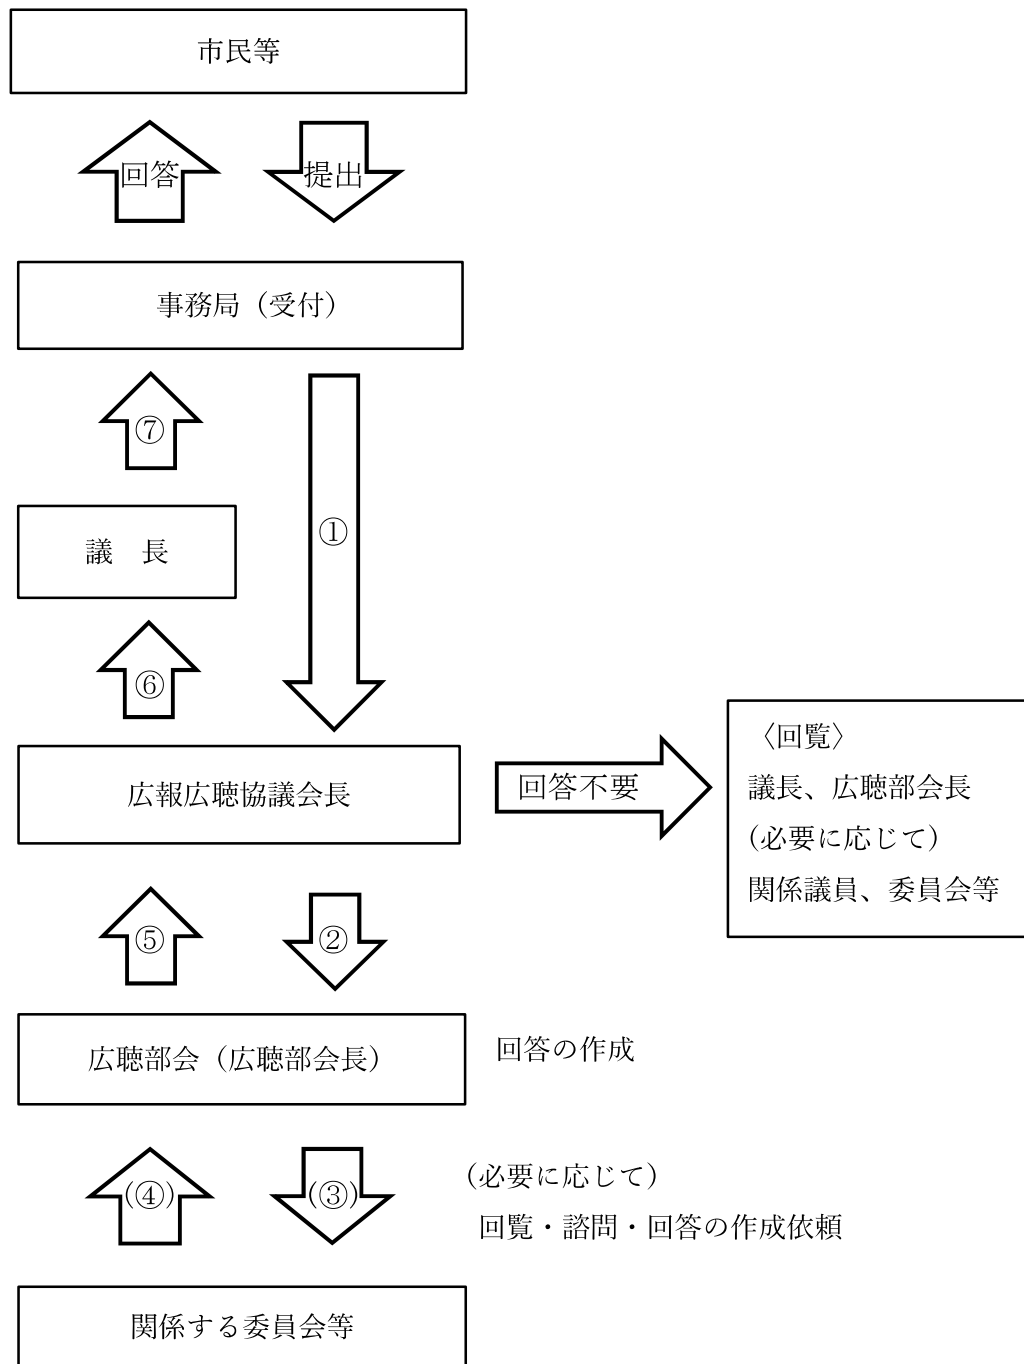 市民等
回答
提出
事務局（受付）
⑦
①
議　長
⑥
広報広聴協議会長
回答不要
〈回覧〉
議長、広聴部会長
（必要に応じて）
関係議員、委員会等
⑤
②
広聴部会（広聴部会長）
回答の作成
(④)
(③)
（必要に応じて）
回覧・諮問・回答の作成依頼
関係する委員会等